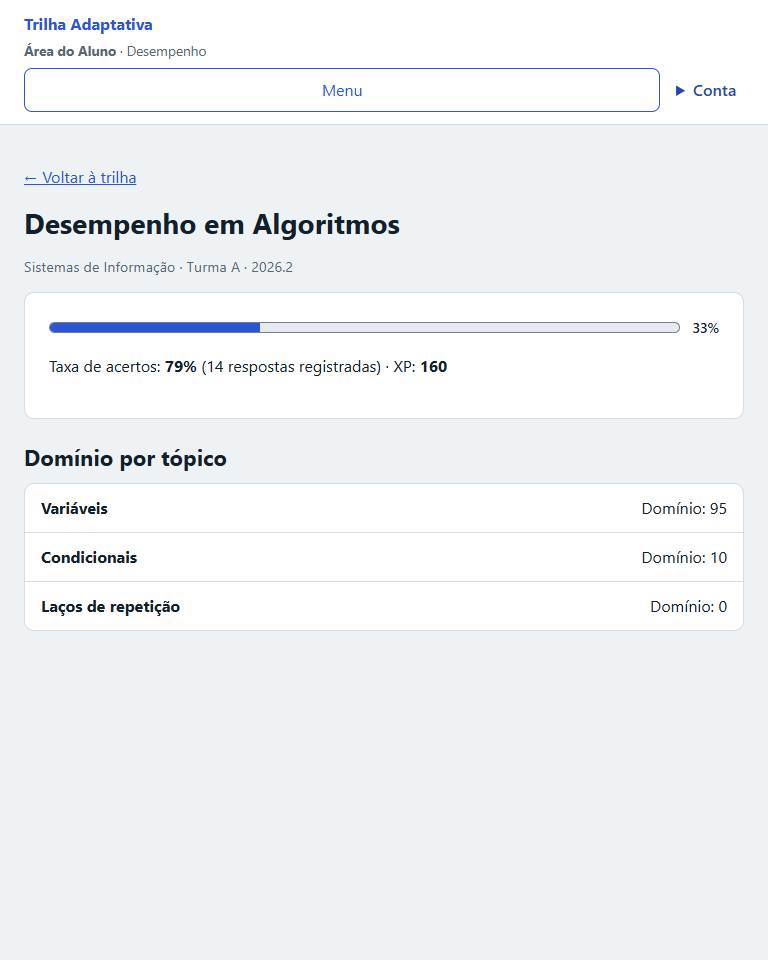 Trilha Adaptativa
Área do Aluno · Desempenho
Menu
▶ Conta
← Voltar à trilha
Desempenho em Algoritmos
Sistemas de Informação · Turma A · 2026.2
33%
Taxa de acertos: 79% (14 respostas registradas) · XP: 160
Domínio por tópico
Variáveis Domínio: 95
Condicionais Domínio: 10
Laços de repetição Domínio: 0